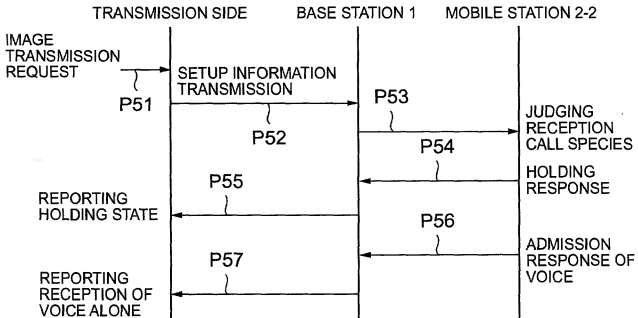 TRANSMISSION SIDE BASE STATION 1 MOBILE STATION 2-2
IMAGE
TRANSMISSION
REQUEST
P51
SETUP INFORMATION
TRANSMISSION
P52
P53
JUDGING
RECEPTION
CALL SPECIES
P54
HOLDING
RESPONSE
P55
REPORTING
HOLDING STATE
P56
ADMISSION
RESPONSE OF
VOICE
P57
REPORTING
RECEPTION OF
VOICE ALONE